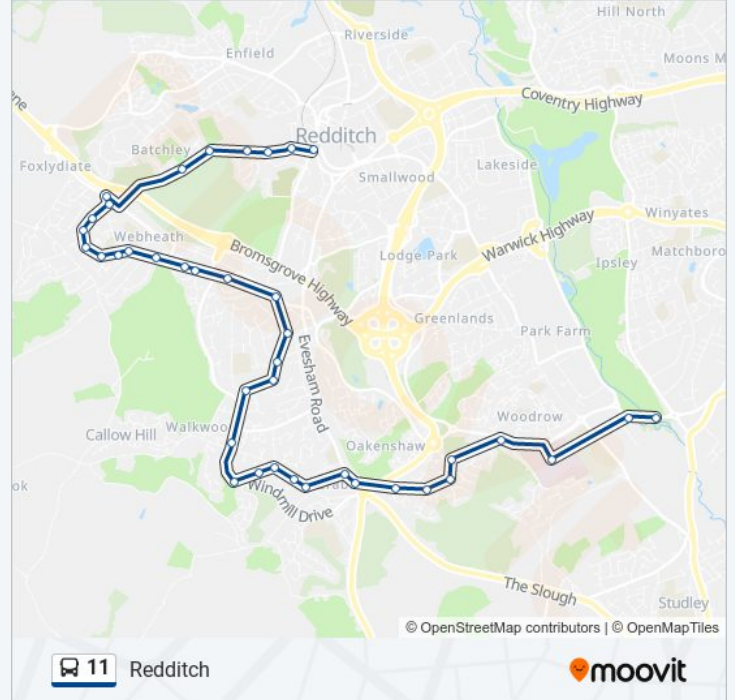 Hill North
Riverside
Enfield
Moons M
ne
Coventry Highway
Redditch
Batchley
Foxlydiate
Lakeside
Smallwood
Winyates
Webheath
Warwick Highway
Bromsgrove Highway
Lodge Park
Matchboro
Ipsley
Greenlands
Park Farm
Evesham Road
Woodrow
Callow Hill
Walkwoo
Oakenshaw
ok
Windmill Drive
The Slough
Studley
© OpenStreetMap contributors | © OpenMapTiles
11 Redditch
moovit